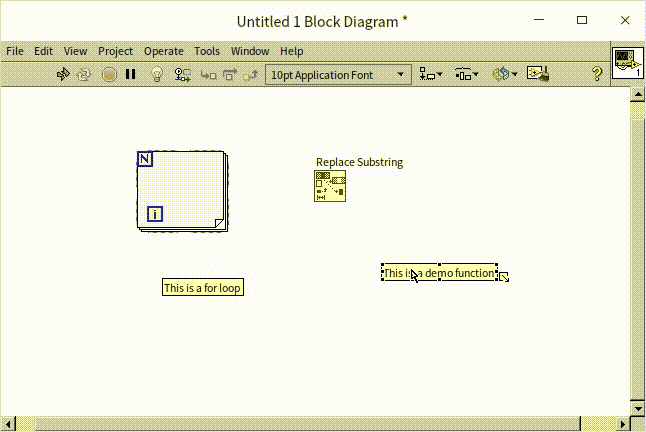 Untitled 1 Block Diagram *
File Edit View Project Operate Tools Window Help
10pt Application Font
?
1
N
i
Replace Substring
This is a demo function
This is a for loop